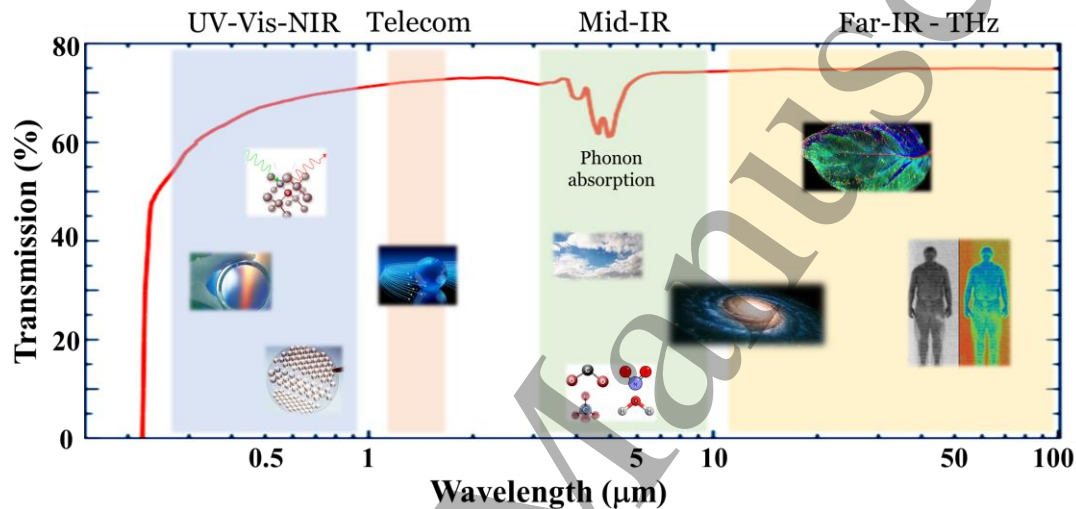 UV-Vis-NIR Telecom Mid-IR Far-IR - THz
80
60
40
20
0
Transmission (%)
Phonon
absorption
0.5 1 5 10 50 100
Wavelength (μm)
Manusc